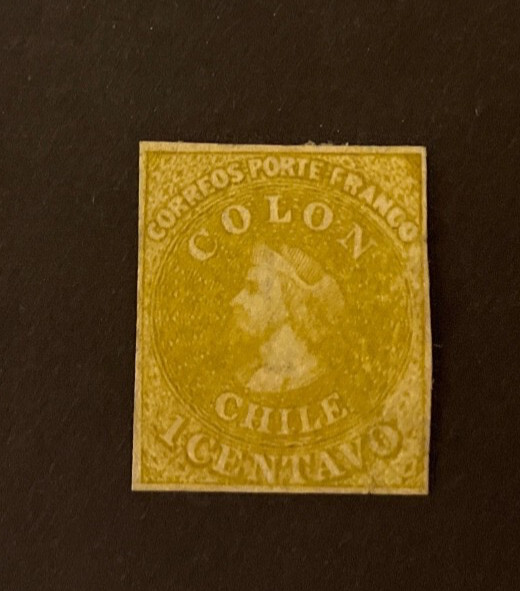 CORREOS PORTE FRANCO
COLON
CHILE
1 CENTAVO